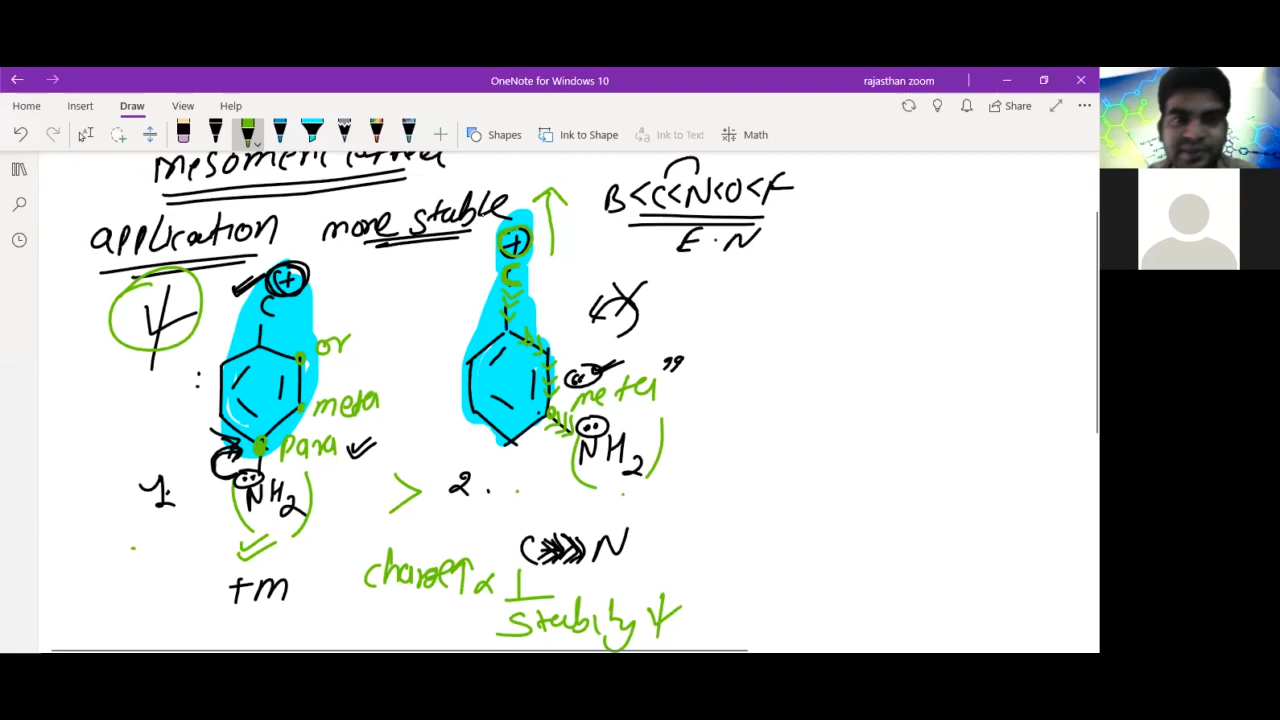 OneNote for Windows 10
rajasthan zoom
Home Insert Draw View Help
Share
Shapes
Ink to Shape
Ink to Text
Math
application
more stable
B<C<N<O<F
E.N
+
C
+
C
or
meta
para
meta
"
NH2
NH2
1.
>
2.
+m
C N
charge↑ ∝ 1
stability